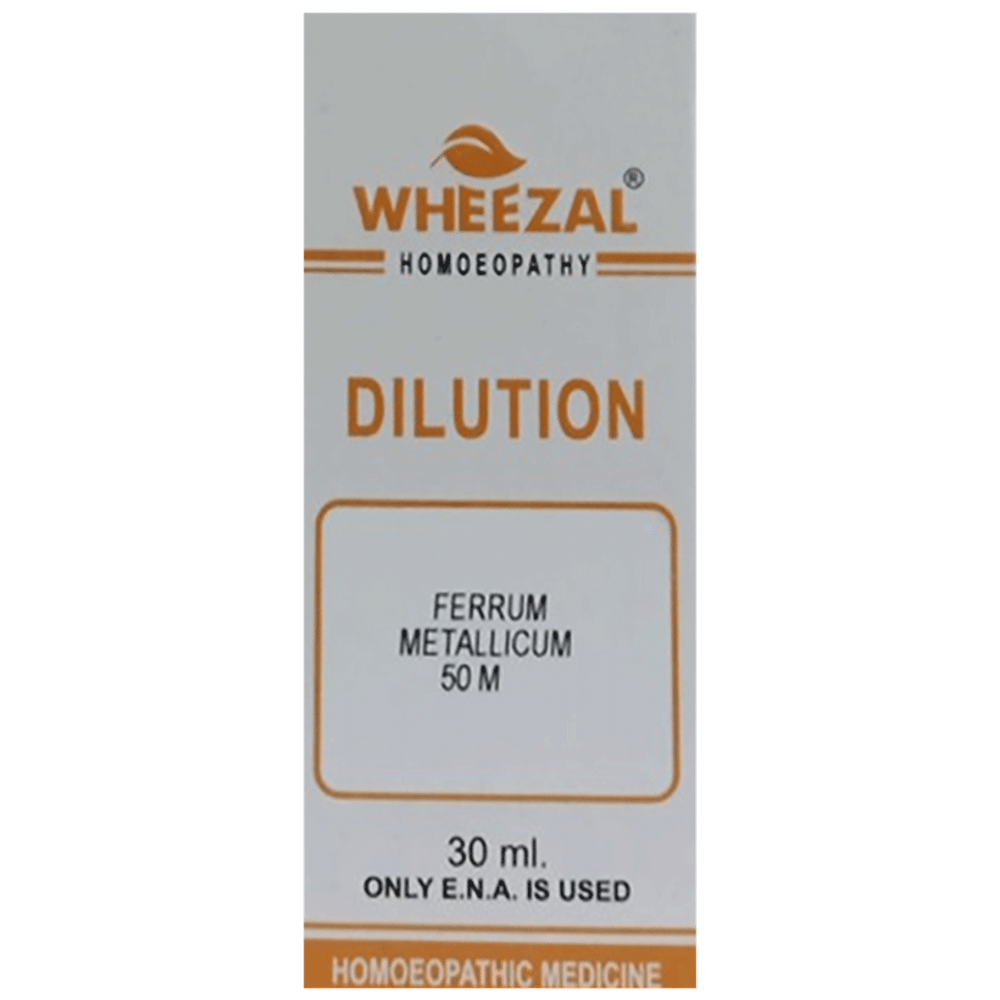 WHEEZAL®
HOMOEOPATHY
DILUTION
FERRUM
METALLICUM
50 M
30 ml.
ONLY E.N.A. IS USED
HOMOEOPATHIC MEDICINE